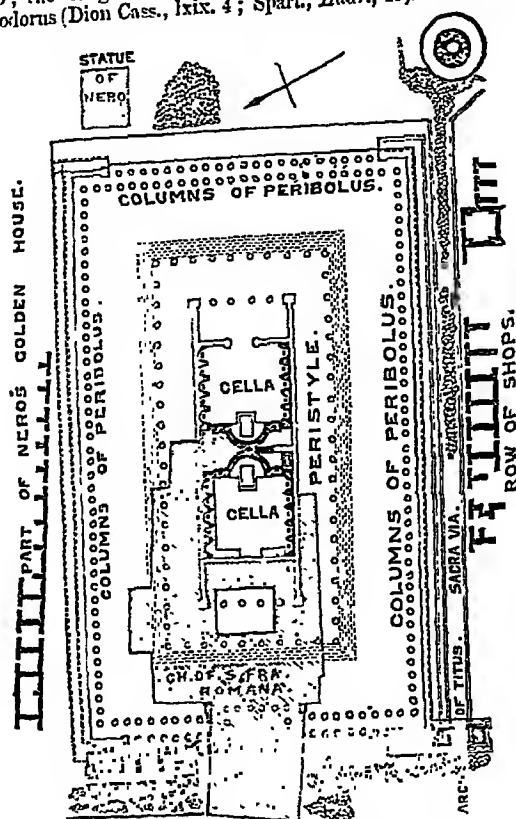 odorus (Dion Cass., lxix. 4; Spart.,
STATUE
OF
NERO
COLUMNS OF PERIBOLUS.
PART OF NERO'S GOLDEN HOUSE.
COLUMNS OF PERIBOLUS.
CELLA
PERISTYLE.
CELLA
COLUMNS OF PERIBOLUS.
SACRA VIA.
ROW OF SHOPS.
CH. OF S. FRA.
ROMANA
ARC
OF TITUS.